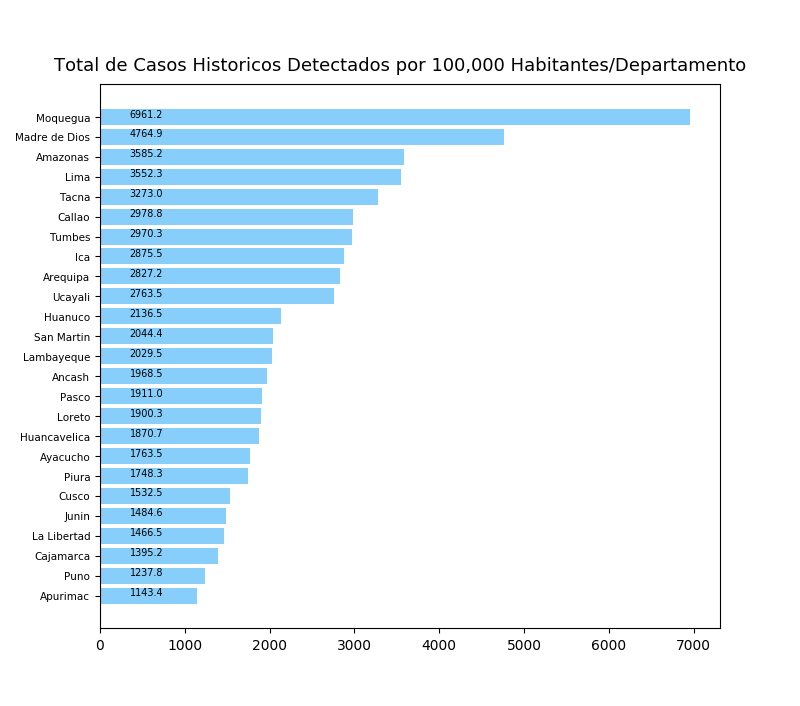 Total de Casos Historicos Detectados por 100,000 Habitantes/Departamento
Moquegua 6961.2
Madre de Dios 4764.9
Amazonas 3585.2
Lima 3552.3
Tacna 3273.0
Callao 2978.8
Tumbes 2970.3
Ica 2875.5
Arequipa 2827.2
Ucayali 2763.5
Huanuco 2136.5
San Martin 2044.4
Lambayeque 2029.5
Ancash 1968.5
Pasco 1911.0
Loreto 1900.3
Huancavelica 1870.7
Ayacucho 1763.5
Piura 1748.3
Cusco 1532.5
Junin 1484.6
La Libertad 1466.5
Cajamarca 1395.2
Puno 1237.8
Apurimac 1143.4
0 1000 2000 3000 4000 5000 6000 7000